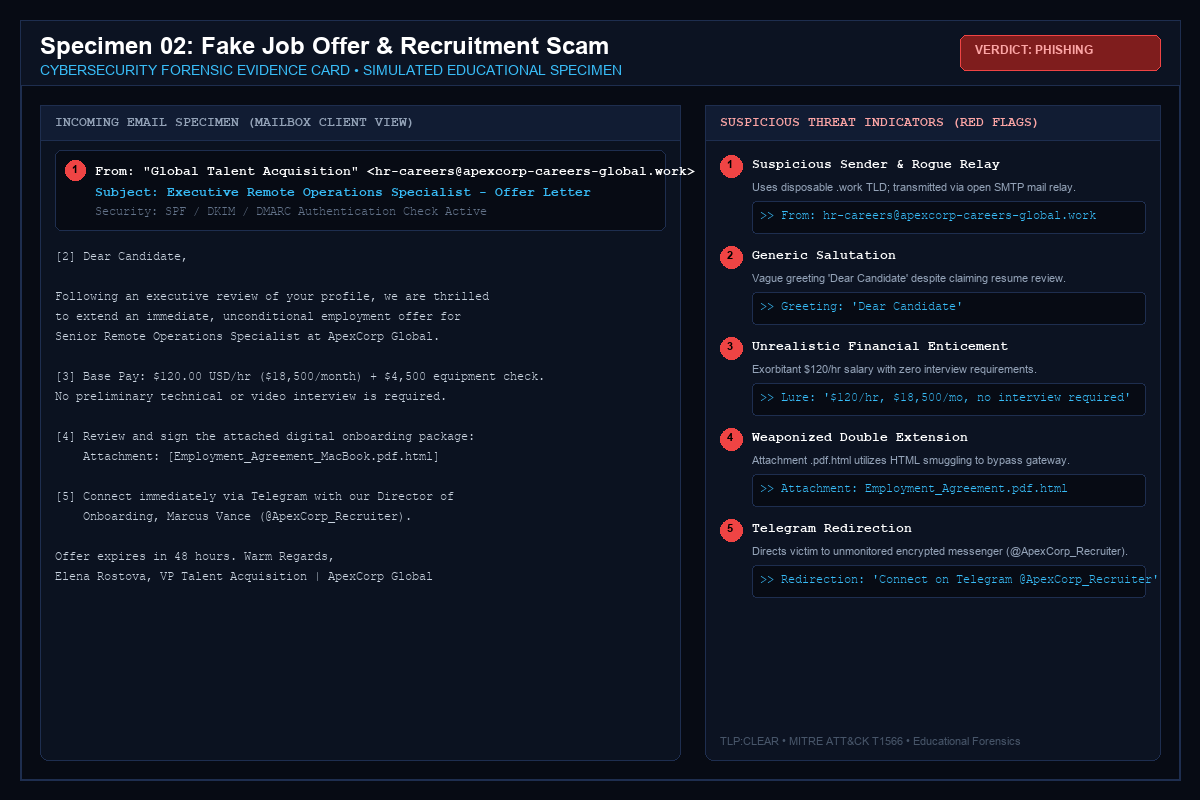 Specimen 02: Fake Job Offer & Recruitment Scam
CYBERSECURITY FORENSIC EVIDENCE CARD • SIMULATED EDUCATIONAL SPECIMEN
VERDICT: PHISHING
INCOMING EMAIL SPECIMEN (MAILBOX CLIENT VIEW)
1
From: "Global Talent Acquisition" <hr-careers@apexcorp-careers-global.work>
Subject: Executive Remote Operations Specialist - Offer Letter
Security: SPF / DKIM / DMARC Authentication Check Active
[2] Dear Candidate,
Following an executive review of your profile, we are thrilled
to extend an immediate, unconditional employment offer for
Senior Remote Operations Specialist at ApexCorp Global.
[3] Base Pay: $120.00 USD/hr ($18,500/month) + $4,500 equipment check.
No preliminary technical or video interview is required.
[4] Review and sign the attached digital onboarding package:
Attachment: [Employment_Agreement_MacBook.pdf.html]
[5] Connect immediately via Telegram with our Director of
Onboarding, Marcus Vance (@ApexCorp_Recruiter).
Offer expires in 48 hours. Warm Regards,
Elena Rostova, VP Talent Acquisition | ApexCorp Global
SUSPICIOUS THREAT INDICATORS (RED FLAGS)
1 Suspicious Sender & Rogue Relay
Uses disposable .work TLD; transmitted via open SMTP mail relay.
>> From: hr-careers@apexcorp-careers-global.work
2 Generic Salutation
Vague greeting 'Dear Candidate' despite claiming resume review.
>> Greeting: 'Dear Candidate'
3 Unrealistic Financial Enticement
Exorbitant $120/hr salary with zero interview requirements.
>> Lure: '$120/hr, $18,500/mo, no interview required'
4 Weaponized Double Extension
Attachment .pdf.html utilizes HTML smuggling to bypass gateway.
>> Attachment: Employment_Agreement.pdf.html
5 Telegram Redirection
Directs victim to unmonitored encrypted messenger (@ApexCorp_Recruiter).
>> Redirection: 'Connect on Telegram @ApexCorp_Recruiter'
TLP:CLEAR • MITRE ATT&CK T1566 • Educational Forensics